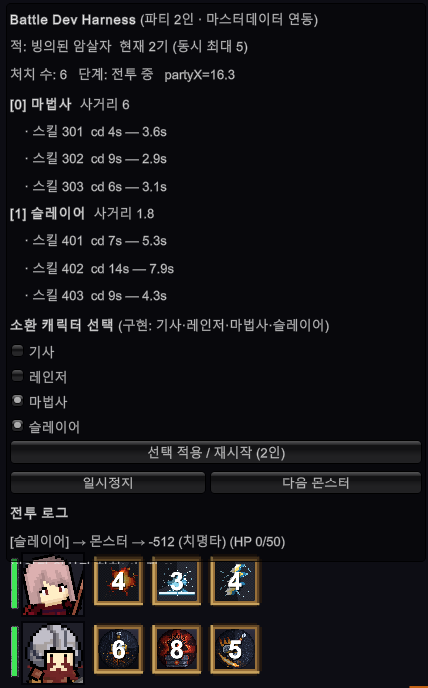 Battle Dev Harness (파티 2인 · 마스터데이터 연동)
적: 빙의된 암살자  현재 2기 (동시 최대 5)
처치 수: 6   단계: 전투 중   partyX=16.3
[0] 마법사  사거리 6
· 스킬 301  cd 4s — 3.6s
· 스킬 302  cd 9s — 2.9s
· 스킬 303  cd 6s — 3.1s
[1] 슬레이어  사거리 1.8
· 스킬 401  cd 7s — 5.3s
· 스킬 402  cd 14s — 7.9s
· 스킬 403  cd 9s — 4.3s
소환 캐릭터 선택 (구현: 기사·레인저·마법사·슬레이어)
기사
레인저
마법사
슬레이어
선택 적용 / 재시작 (2인)
일시정지 다음 몬스터
전투 로그
[슬레이어] → 몬스터 → -512 (치명타) (HP 0/50)
4 3 4
6 8 5